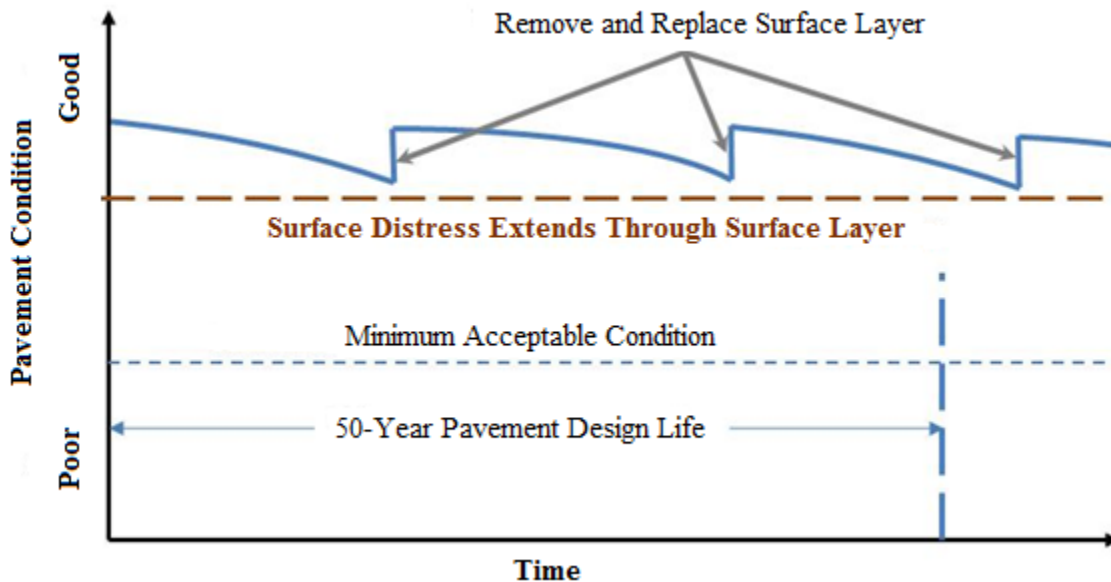 Remove and Replace Surface Layer
Good
Pavement Condition
Surface Distress Extends Through Surface Layer
Minimum Acceptable Condition
50-Year Pavement Design Life
Poor
Time